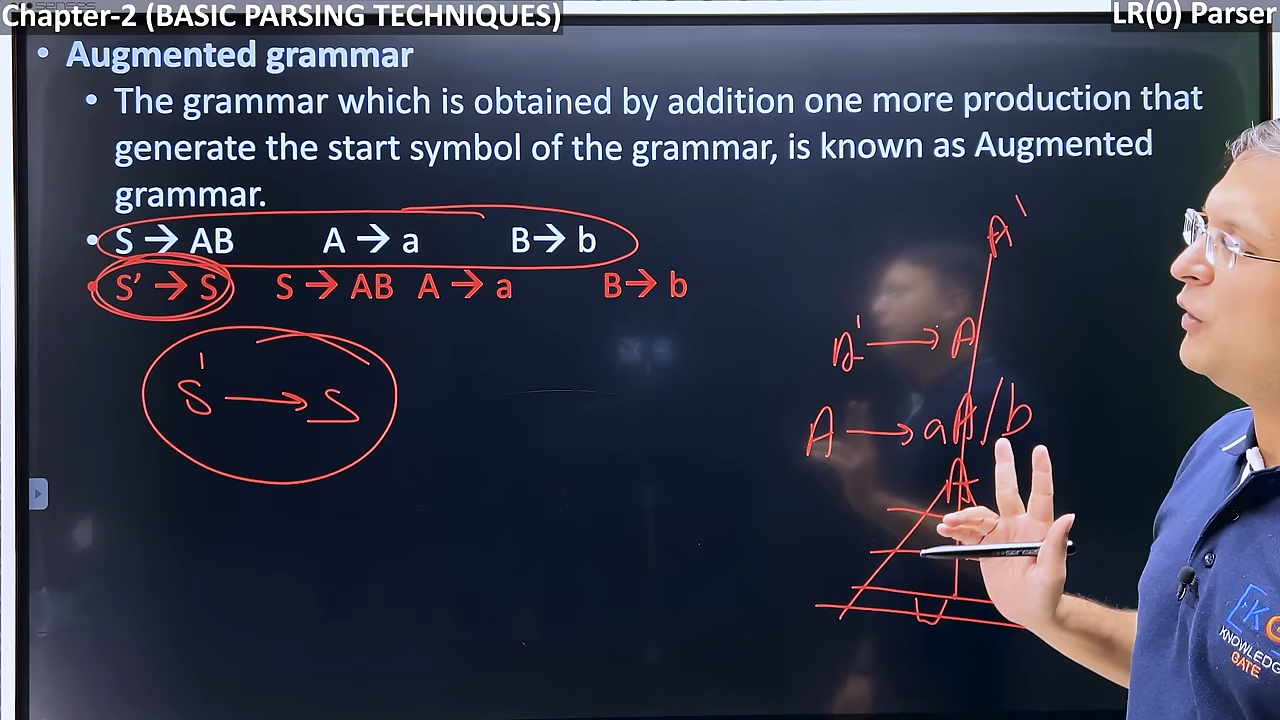 Chapter-2 (BASIC PARSING TECHNIQUES)
LR(0) Parser
• Augmented grammar
• The grammar which is obtained by addition one more production that
generate the start symbol of the grammar, is known as Augmented
grammar.
• S → AB A → a B → b
• S' → S S → AB A → a B → b
S' → S
A'
A' → A
A → aA/b
A
W
KG
KNOWLEDGE
GATE